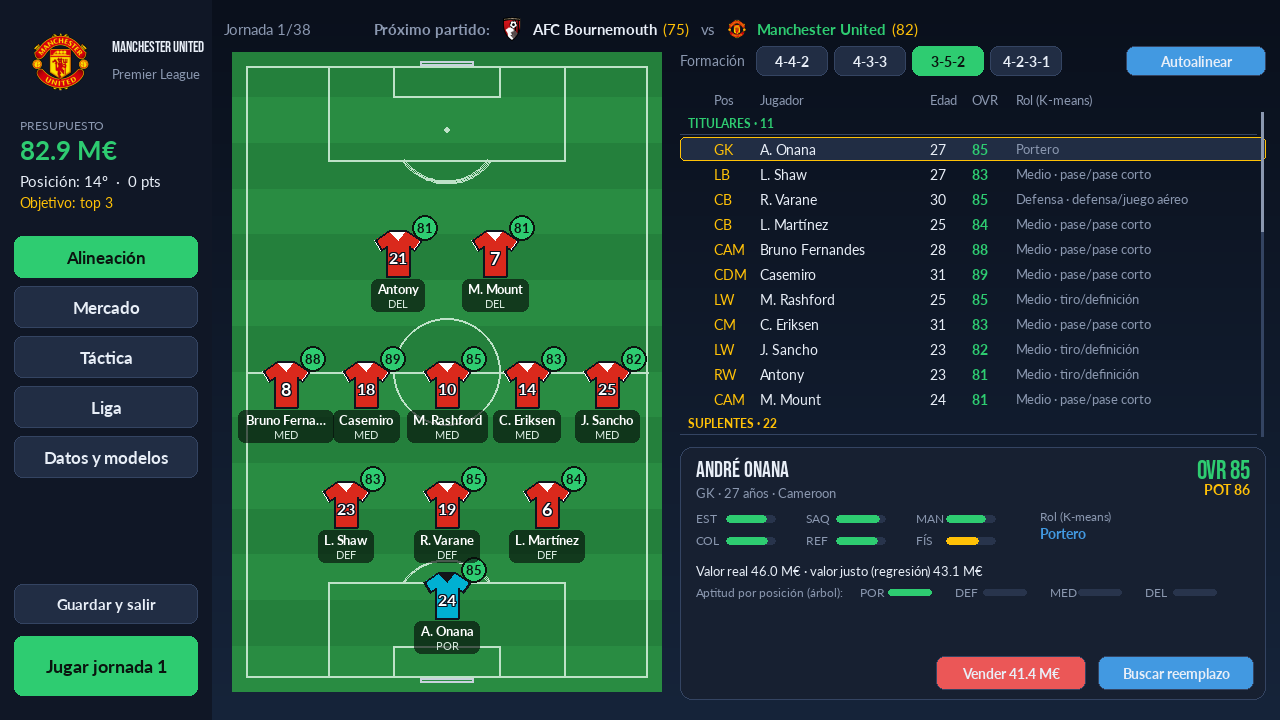 MANCHESTER UNITED
Premier League
PRESUPUESTO
82.9 M€
Posición: 14º · 0 pts
Objetivo: top 3
Alineación
Mercado
Táctica
Liga
Datos y modelos
Guardar y salir
Jugar jornada 1
Jornada 1/38
Próximo partido: AFC Bournemouth (75) vs Manchester United (82)
81
81
21
7
Antony
DEL
M. Mount
DEL
88
89
85
83
82
8
18
10
14
25
Bruno Ferna...
MED
Casemiro
MED
M. Rashford
MED
C. Eriksen
MED
J. Sancho
MED
83
85
84
23
19
6
L. Shaw
DEF
R. Varane
DEF
L. Martínez
DEF
85
24
A. Onana
POR
Formación 4-4-2 4-3-3 3-5-2 4-2-3-1 Autoalinear
Pos Jugador Edad OVR Rol (K-means)
TITULARES · 11
GK A. Onana 27 85 Portero
LB L. Shaw 27 83 Medio · pase/pase corto
CB R. Varane 30 85 Defensa · defensa/juego aéreo
CB L. Martínez 25 84 Medio · pase/pase corto
CAM Bruno Fernandes 28 88 Medio · pase/pase corto
CDM Casemiro 31 89 Medio · pase/pase corto
LW M. Rashford 25 85 Medio · tiro/definición
CM C. Eriksen 31 83 Medio · pase/pase corto
LW J. Sancho 23 82 Medio · tiro/definición
RW Antony 23 81 Medio · tiro/definición
CAM M. Mount 24 81 Medio · pase/pase corto
SUPLENTES · 22
ANDRÉ ONANA
OVR 85
GK · 27 años · Cameroon
POT 86
EST SAQ MAN
Rol (K-means)
COL REF FÍS
Portero
Valor real 46.0 M€ · valor justo (regresión) 43.1 M€
Aptitud por posición (árbol): POR DEF MED DEL
Vender 41.4 M€
Buscar reemplazo